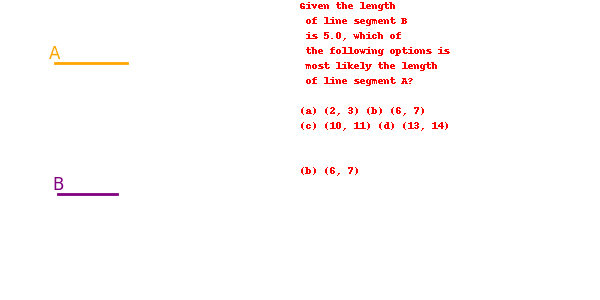 Given the length
of line segment B
is 5.0, which of
the following options is
most likely the length
of line segment A?
(a) (2, 3) (b) (6, 7)
(c) (10, 11) (d) (13, 14)
(b) (6, 7)
A
B